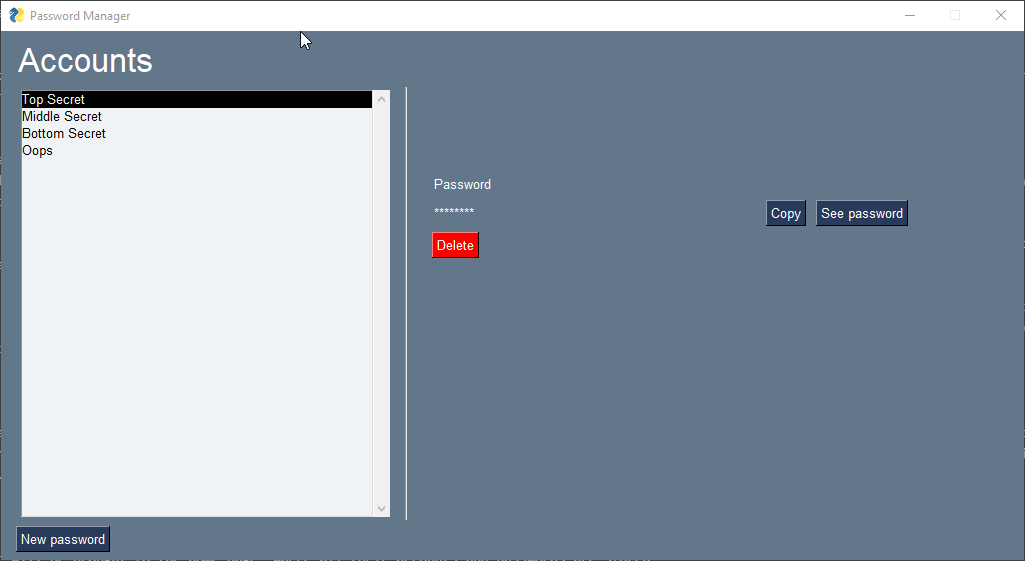 Password Manager
Accounts
Top Secret
Middle Secret
Bottom Secret
Oops
Password
********
Copy
See password
Delete
New password